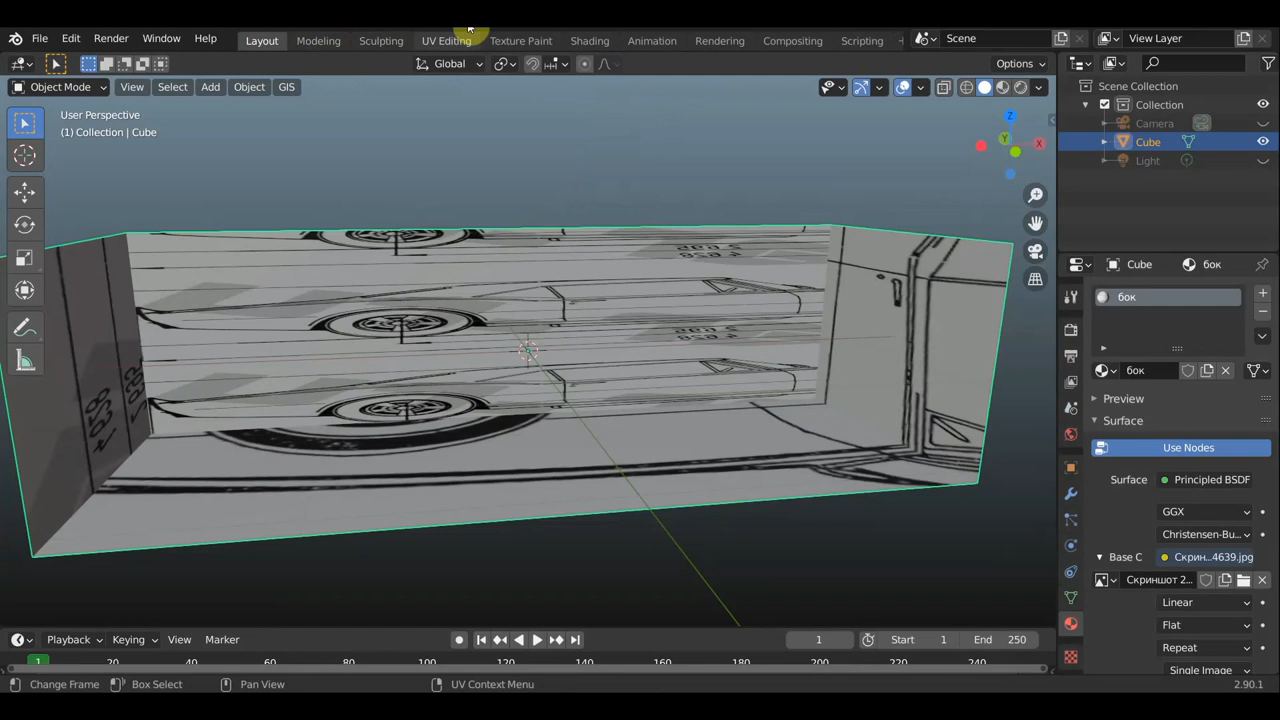 File Edit Render Window Help
Layout Modeling Sculpting UV Editing Texture Paint Shading Animation Rendering Compositing Scripting +
Scene View Layer
Global Options
Object Mode View Select Add Object GIS
User Perspective
(1) Collection | Cube
Z
Y
X
Scene Collection
Collection
Camera
Cube
Light
Cube бок
бок
бок
Preview
Surface
Use Nodes
Surface Principled BSDF
GGX
Christensen-Bu...
Base C Скрин...4639.jpg
Скриншот 2...
Linear
Flat
Repeat
Single Image
Playback Keying View Marker
1 Start 1 End 250
1 20 40 60 80 100 120 140 160 180 200 220 240
Change Frame Box Select Pan View UV Context Menu 2.90.1